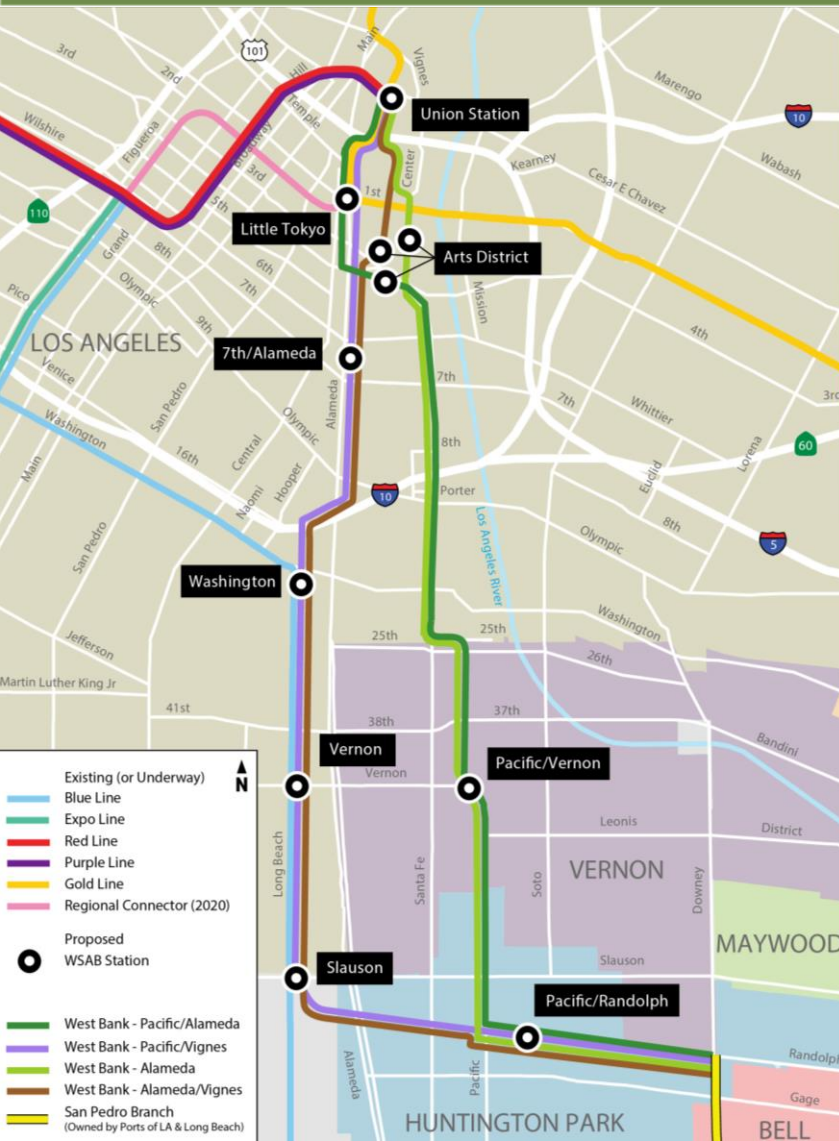 3rd
2nd
101
Main
Vignes
Hill
Temple
Marengo
10
Wabash
Union Station
Wilshire
Figueroa
Broadway
3rd
5th
Center
Kearney
Cesar E Chavez
1st
110
Little Tokyo
Arts District
Grand
8th
6th
7th
Olympic
9th
Pico
Mission
LOS ANGELES
7th/Alameda
4th
Venice
San Pedro
Alameda
7th
7th
Whittier
3rd
Washington
16th
Central
Olympic
8th
60
Main
Naomi
Hooper
10
Porter
Euclid
Lorena
San Pedro
Los Angeles River
8th
Olympic
5
Washington
Washington
Jefferson
25th
25th
26th
Martin Luther King Jr
41st
38th
37th
Bandini
Vernon
Vernon
Pacific/Vernon
Long Beach
Santa Fe
Soto
Leonis
District
VERNON
Downey
MAYWOOD
Slauson
Slauson
Pacific/Randolph
Alameda
Pacific
Randolph
Gage
HUNTINGTON PARK
BELL
N
Existing (or Underway)
Blue Line
Expo Line
Red Line
Purple Line
Gold Line
Regional Connector (2020)
Proposed
WSAB Station
West Bank - Pacific/Alameda
West Bank - Pacific/Vignes
West Bank - Alameda
West Bank - Alameda/Vignes
San Pedro Branch
(Owned by Ports of LA & Long Beach)